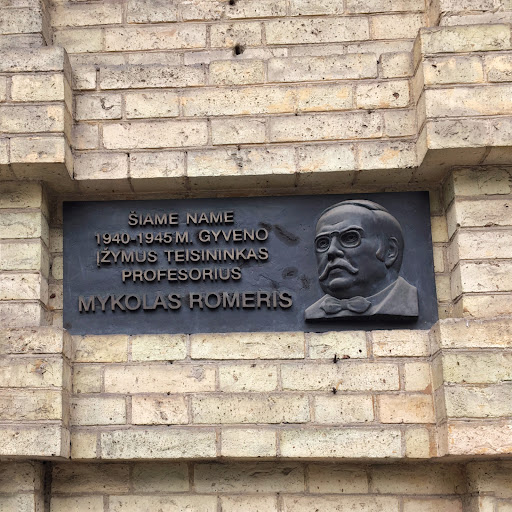 ŠIAME NAME
1940-1945 M. GYVENO
ĮŽYMUS TEISININKAS
PROFESORIUS
MYKOLAS ROMERIS